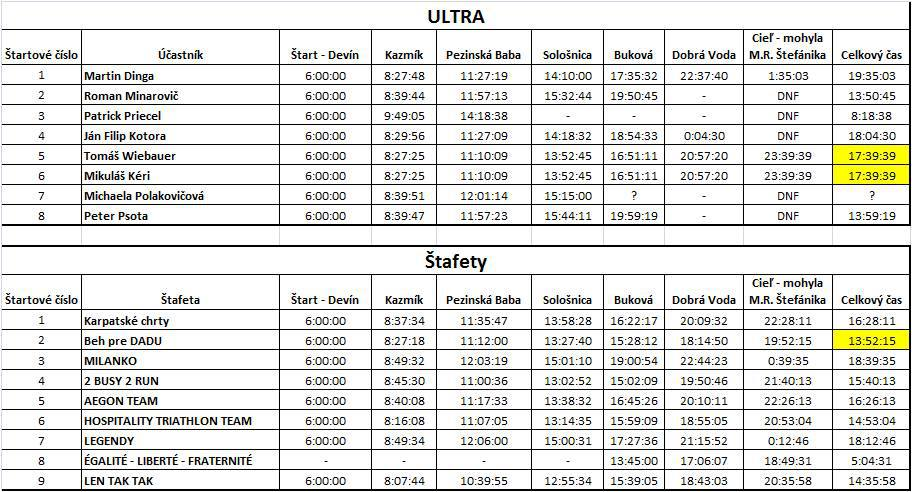 ULTRA
Cieľ - mohyla
Štartové číslo Účastník Štart - Devín Kazmík Pezinská Baba Sološnica Buková Dobrá Voda M.R. Štefánika Celkový čas
1 Martin Dinga 6:00:00 8:27:48 11:27:19 14:10:00 17:35:32 22:37:40 1:35:03 19:35:03
2 Roman Minarovič 6:00:00 8:39:44 11:57:13 15:32:44 19:50:45 - DNF 13:50:45
3 Patrick Priecel 6:00:00 9:49:05 14:18:38 - - - DNF 8:18:38
4 Ján Filip Kotora 6:00:00 8:29:56 11:27:09 14:18:32 18:54:33 0:04:30 DNF 18:04:30
5 Tomáš Wiebauer 6:00:00 8:27:25 11:10:09 13:52:45 16:51:11 20:57:20 23:39:39 17:39:39
6 Mikuláš Kéri 6:00:00 8:27:25 11:10:09 13:52:45 16:51:11 20:57:20 23:39:39 17:39:39
7 Michaela Polakovičová 6:00:00 8:39:51 12:01:14 15:15:00 ? - DNF ?
8 Peter Psota 6:00:00 8:39:47 11:57:23 15:44:11 19:59:19 - DNF 13:59:19
Štafety
Cieľ - mohyla
Štartové číslo Štafeta Štart - Devín Kazmík Pezinská Baba Sološnica Buková Dobrá Voda M.R. Štefánika Celkový čas
1 Karpatské chrty 6:00:00 8:37:34 11:35:47 13:58:28 16:22:17 20:09:32 22:28:11 16:28:11
2 Beh pre DADU 6:00:00 8:27:18 11:12:00 13:27:40 15:28:12 18:14:50 19:52:15 13:52:15
3 MILANKO 6:00:00 8:49:32 12:03:19 15:01:10 19:00:54 22:44:23 0:39:35 18:39:35
4 2 BUSY 2 RUN 6:00:00 8:45:30 11:00:36 13:02:52 15:02:09 19:50:46 21:40:13 15:40:13
5 AEGON TEAM 6:00:00 8:40:08 11:17:33 13:38:32 16:45:26 20:10:11 22:26:13 16:26:13
6 HOSPITALITY TRIATHLON TEAM 6:00:00 8:16:08 11:07:05 13:14:35 15:59:09 18:55:05 20:53:04 14:53:04
7 LEGENDY 6:00:00 8:49:34 12:06:00 15:00:31 17:27:36 21:15:52 0:12:46 18:12:46
8 ÉGALITÉ - LIBERTÉ - FRATERNITÉ - - - - 13:45:00 17:06:07 18:49:31 5:04:31
9 LEN TAK TAK 6:00:00 8:07:44 10:39:55 12:55:34 15:39:05 18:43:03 20:35:58 14:35:58